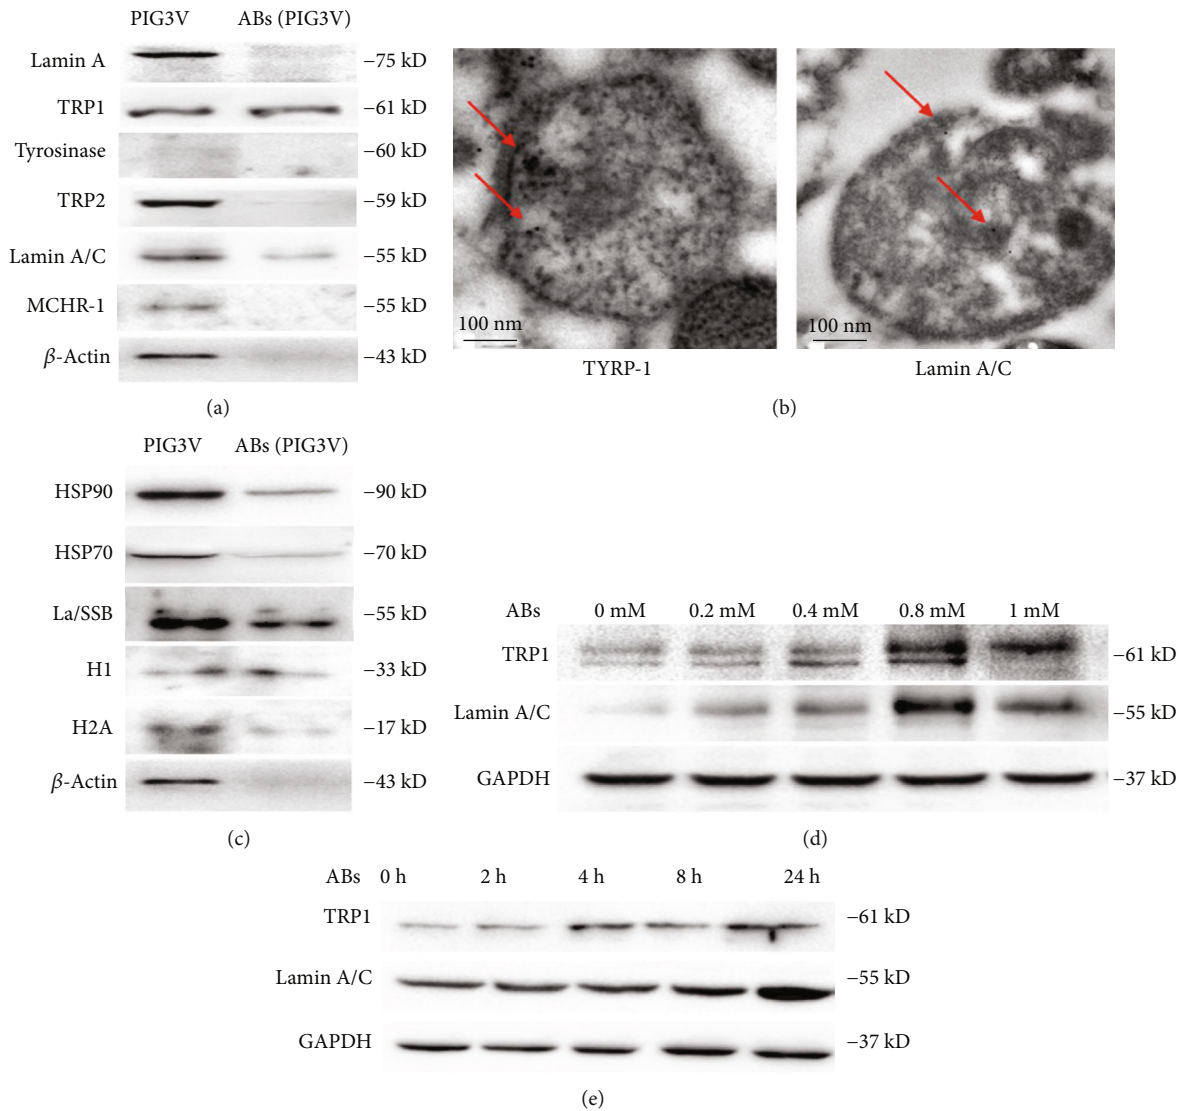 PIG3V ABs (PIG3V)
Lamin A –75 kD
TRP1 –61 kD
Tyrosinase –60 kD
TRP2 –59 kD
Lamin A/C –55 kD
MCHR-1 –55 kD
β-Actin –43 kD
(a)
100 nm
TYRP-1
100 nm
Lamin A/C
(b)
PIG3V ABs (PIG3V)
HSP90 –90 kD
HSP70 –70 kD
La/SSB –55 kD
H1 –33 kD
H2A –17 kD
β-Actin –43 kD
(c)
ABs 0 mM 0.2 mM 0.4 mM 0.8 mM 1 mM
TRP1 –61 kD
Lamin A/C –55 kD
GAPDH –37 kD
(d)
ABs 0 h 2 h 4 h 8 h 24 h
TRP1 –61 kD
Lamin A/C –55 kD
GAPDH –37 kD
(e)